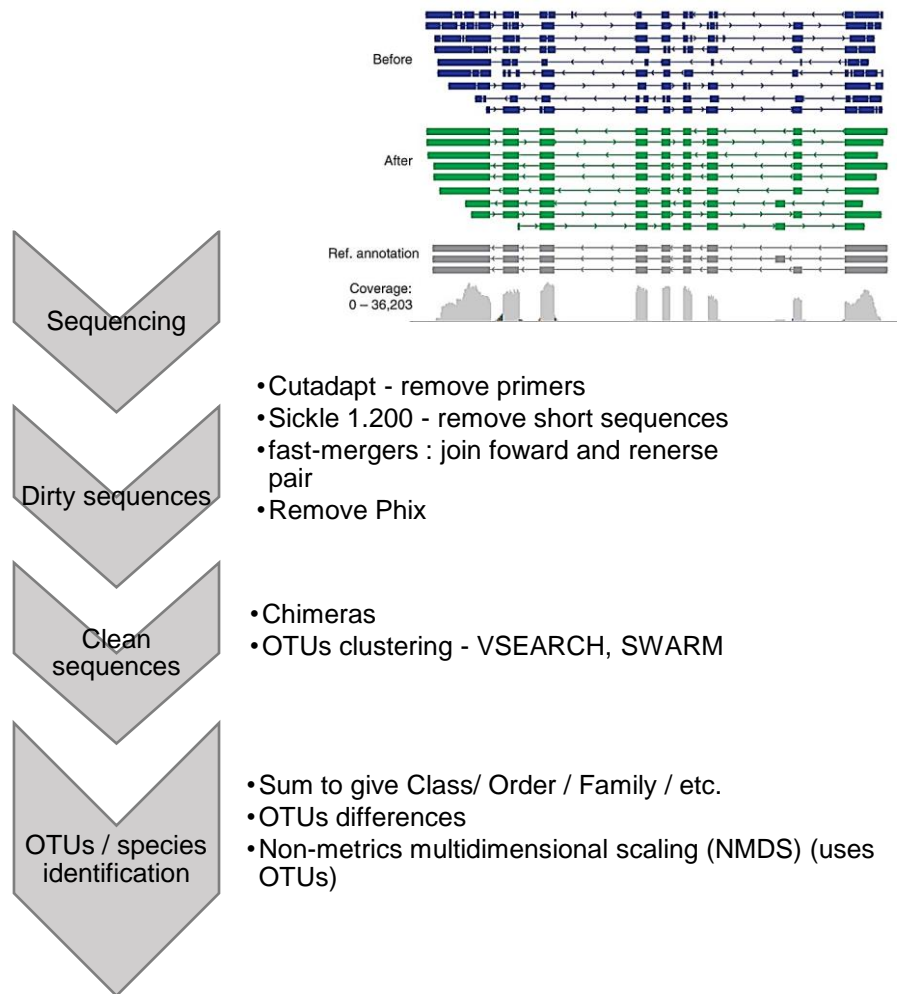 Before
After
Ref. annotation
Coverage:
0 – 36,203
Sequencing
•Cutadapt - remove primers
•Sickle 1.200 - remove short sequences
•fast-mergers : join foward and renerse
pair
•Remove Phix
Dirty sequences
•Chimeras
•OTUs clustering - VSEARCH, SWARM
Clean
sequences
•Sum to give Class/ Order / Family / etc.
•OTUs differences
•Non-metrics multidimensional scaling (NMDS) (uses
OTUs)
OTUs / species
identification